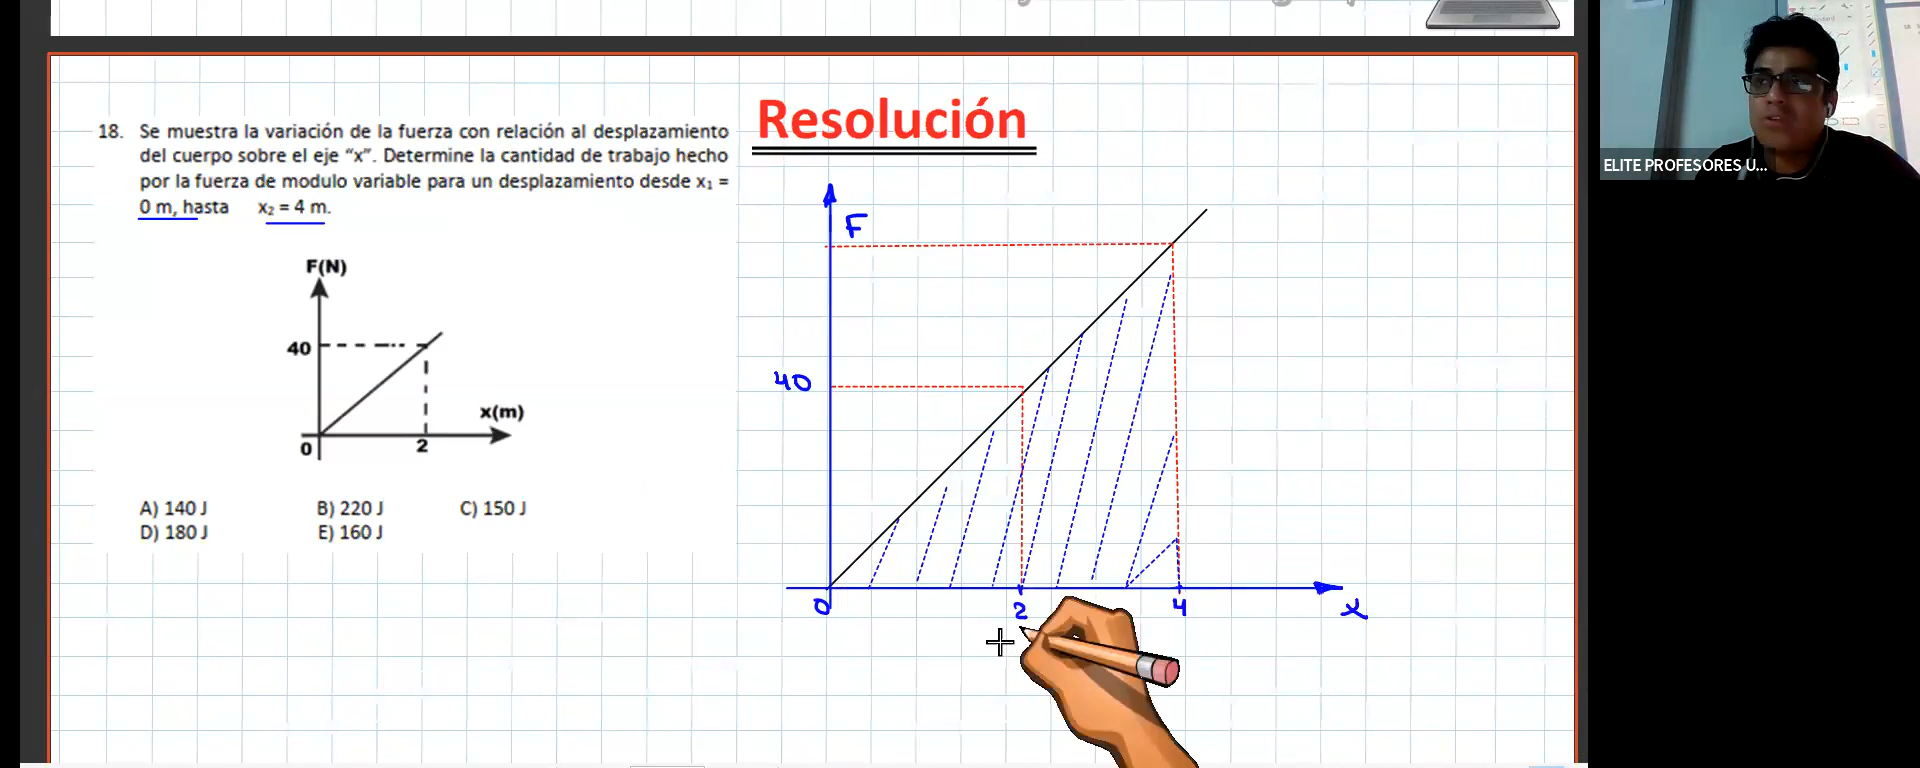 Resolución
18. Se muestra la variación de la fuerza con relación al desplazamiento
del cuerpo sobre el eje “x”. Determine la cantidad de trabajo hecho
por la fuerza de modulo variable para un desplazamiento desde x₁ =
0 m, hasta x₂ = 4 m.
F(N)
40
x(m)
0
2
A) 140 J B) 220 J C) 150 J
D) 180 J E) 160 J
F
40
0
2
4
x
ELITE PROFESORES U...